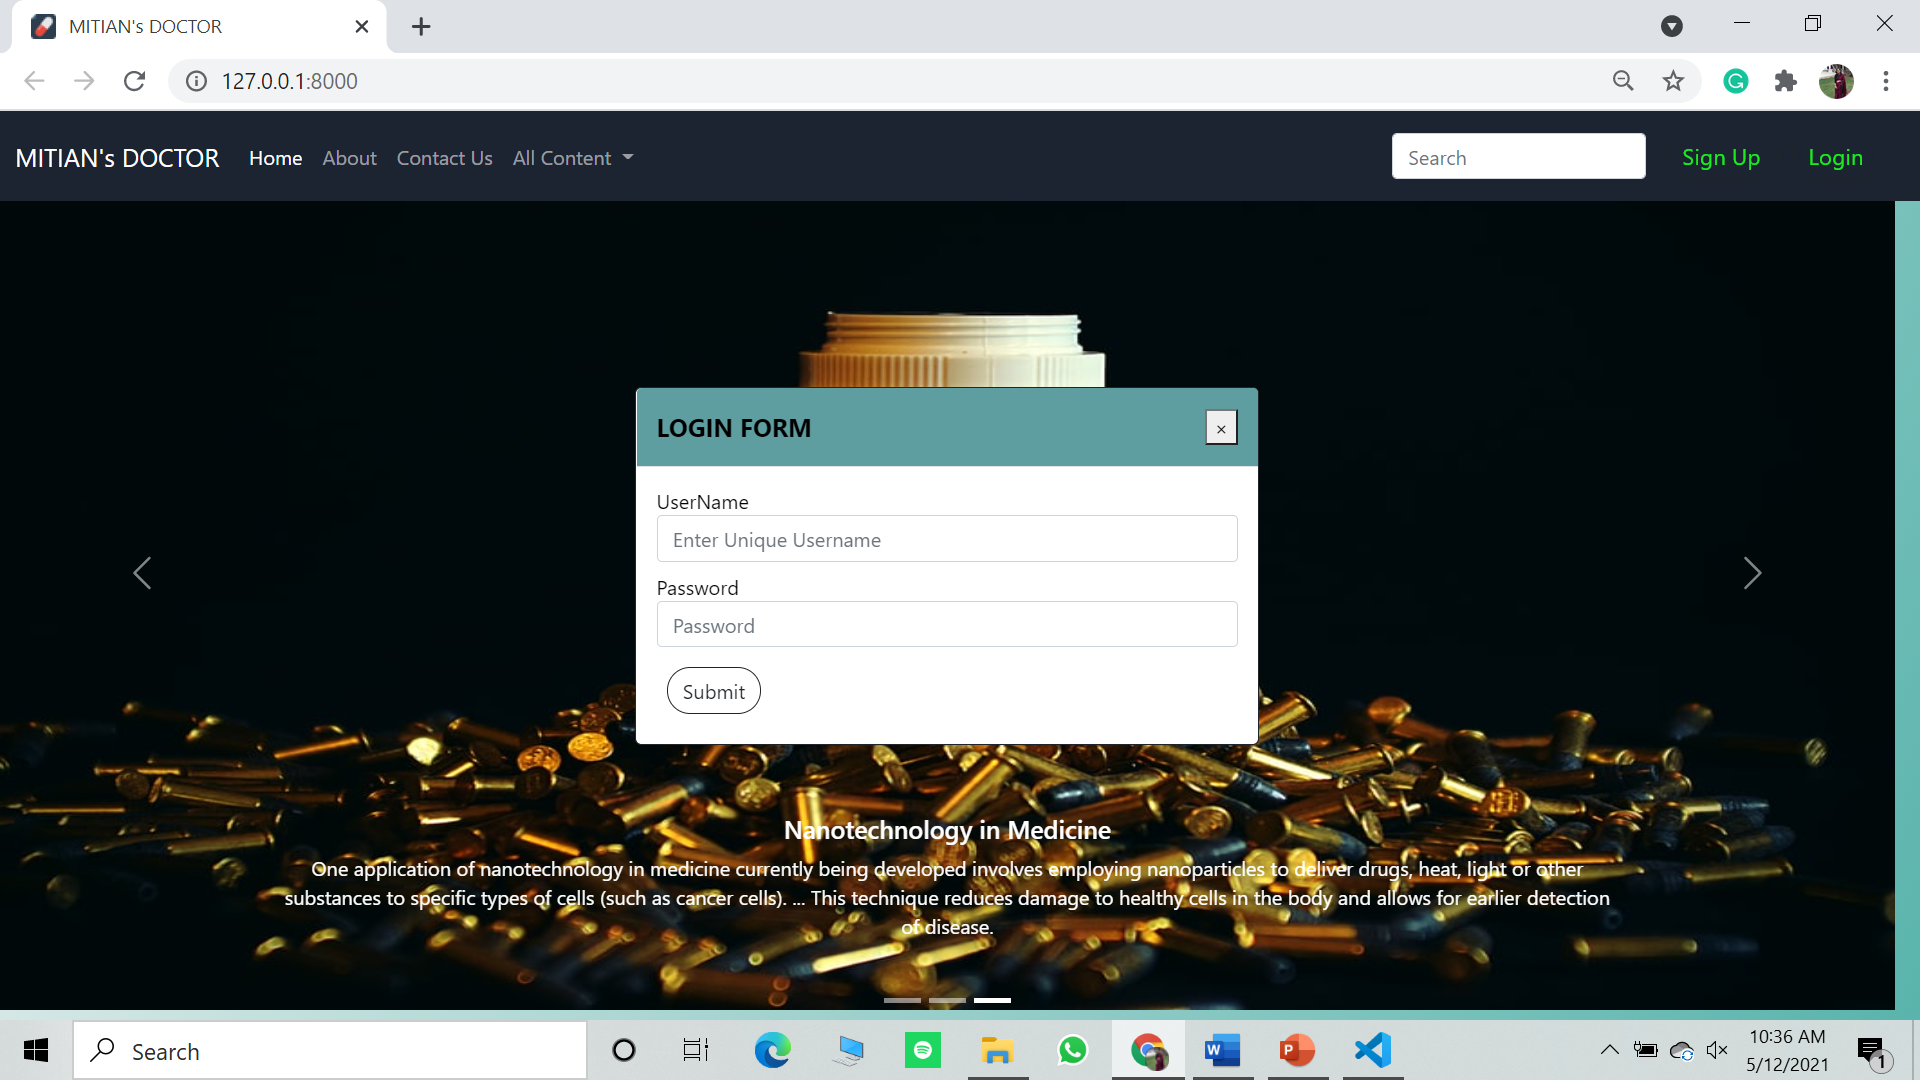 MITIAN's DOCTOR
127.0.0.1:8000
MITIAN's DOCTOR Home About Contact Us All Content Search Sign Up Login
LOGIN FORM ×
UserName
Enter Unique Username
Password
Password
Submit
Nanotechnology in Medicine
One application of nanotechnology in medicine currently being developed involves employing nanoparticles to deliver drugs, heat, light or other
substances to specific types of cells (such as cancer cells). ... This technique reduces damage to healthy cells in the body and allows for earlier detection
of disease.
Search
10:36 AM
5/12/2021
1